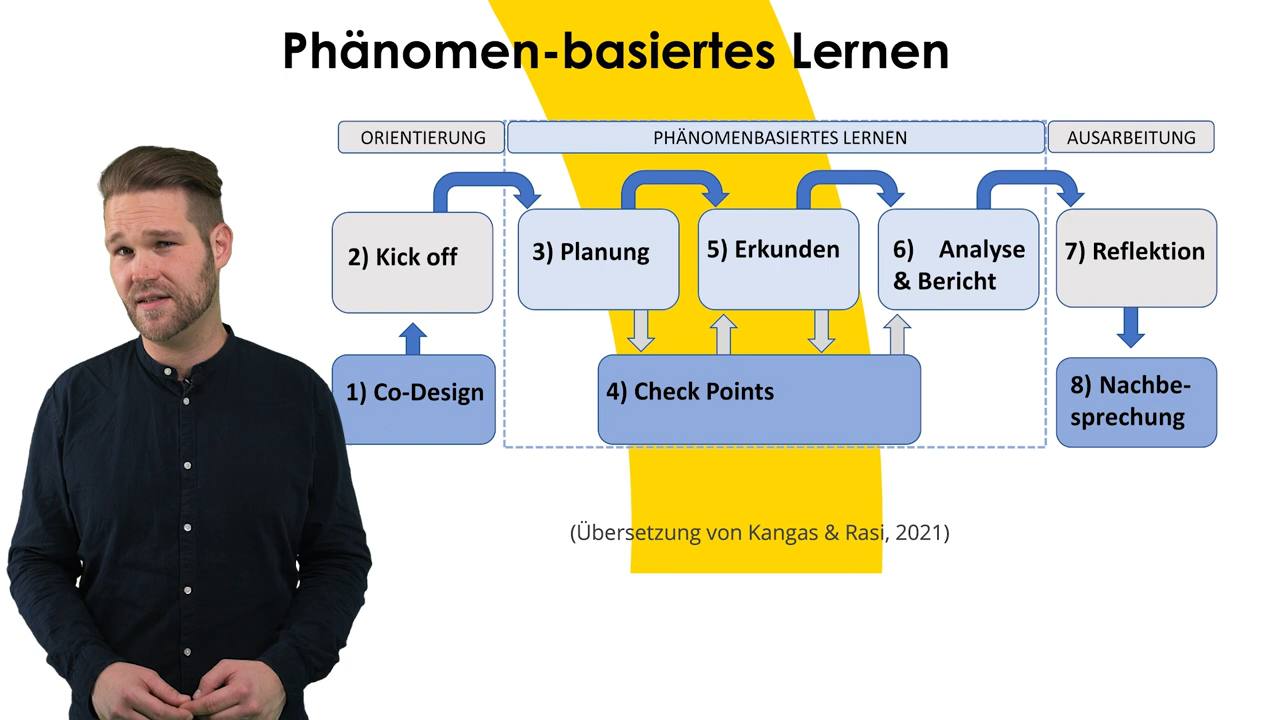 Phänomen-basiertes Lernen
ORIENTIERUNG
PHÄNOMENBASIERTES LERNEN
AUSARBEITUNG
2) Kick off
3) Planung
5) Erkunden
6) Analyse
& Bericht
7) Reflektion
1) Co-Design
4) Check Points
8) Nachbe-
sprechung
(Übersetzung von Kangas & Rasi, 2021)